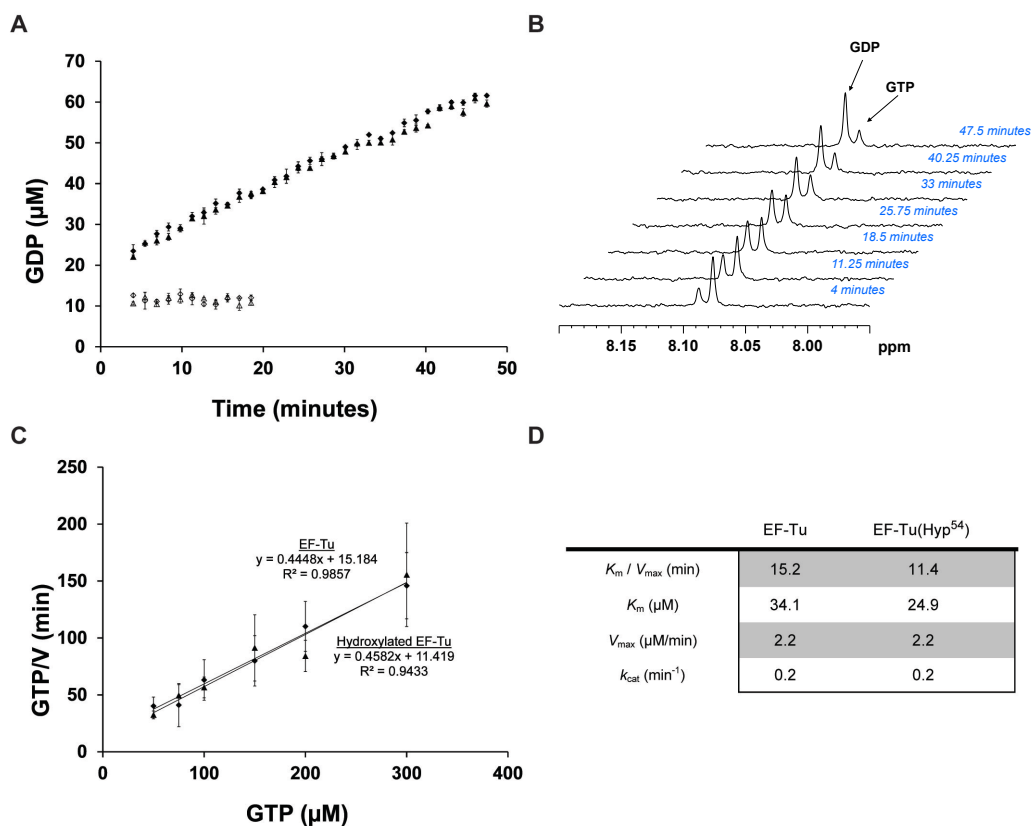 A
GDP (µM)
70
60
50
40
30
20
10
0
0 10 20 30 40 50
Time (minutes)
B
GDP
GTP
47.5 minutes
40.25 minutes
33 minutes
25.75 minutes
18.5 minutes
11.25 minutes
4 minutes
8.15 8.10 8.05 8.00 ppm
C
GTP/V (min)
250
200
150
100
50
0
0 100 200 300 400
GTP (µM)
EF-Tu
y = 0.4448x + 15.184
R² = 0.9857
Hydroxylated EF-Tu
y = 0.4582x + 11.419
R² = 0.9433
D
EF-Tu EF-Tu(Hyp⁵⁴)
Kₘ / Vₘₐₓ (min) 15.2 11.4
Kₘ (µM) 34.1 24.9
Vₘₐₓ (µM/min) 2.2 2.2
k꜀ₐₜ (min⁻¹) 0.2 0.2